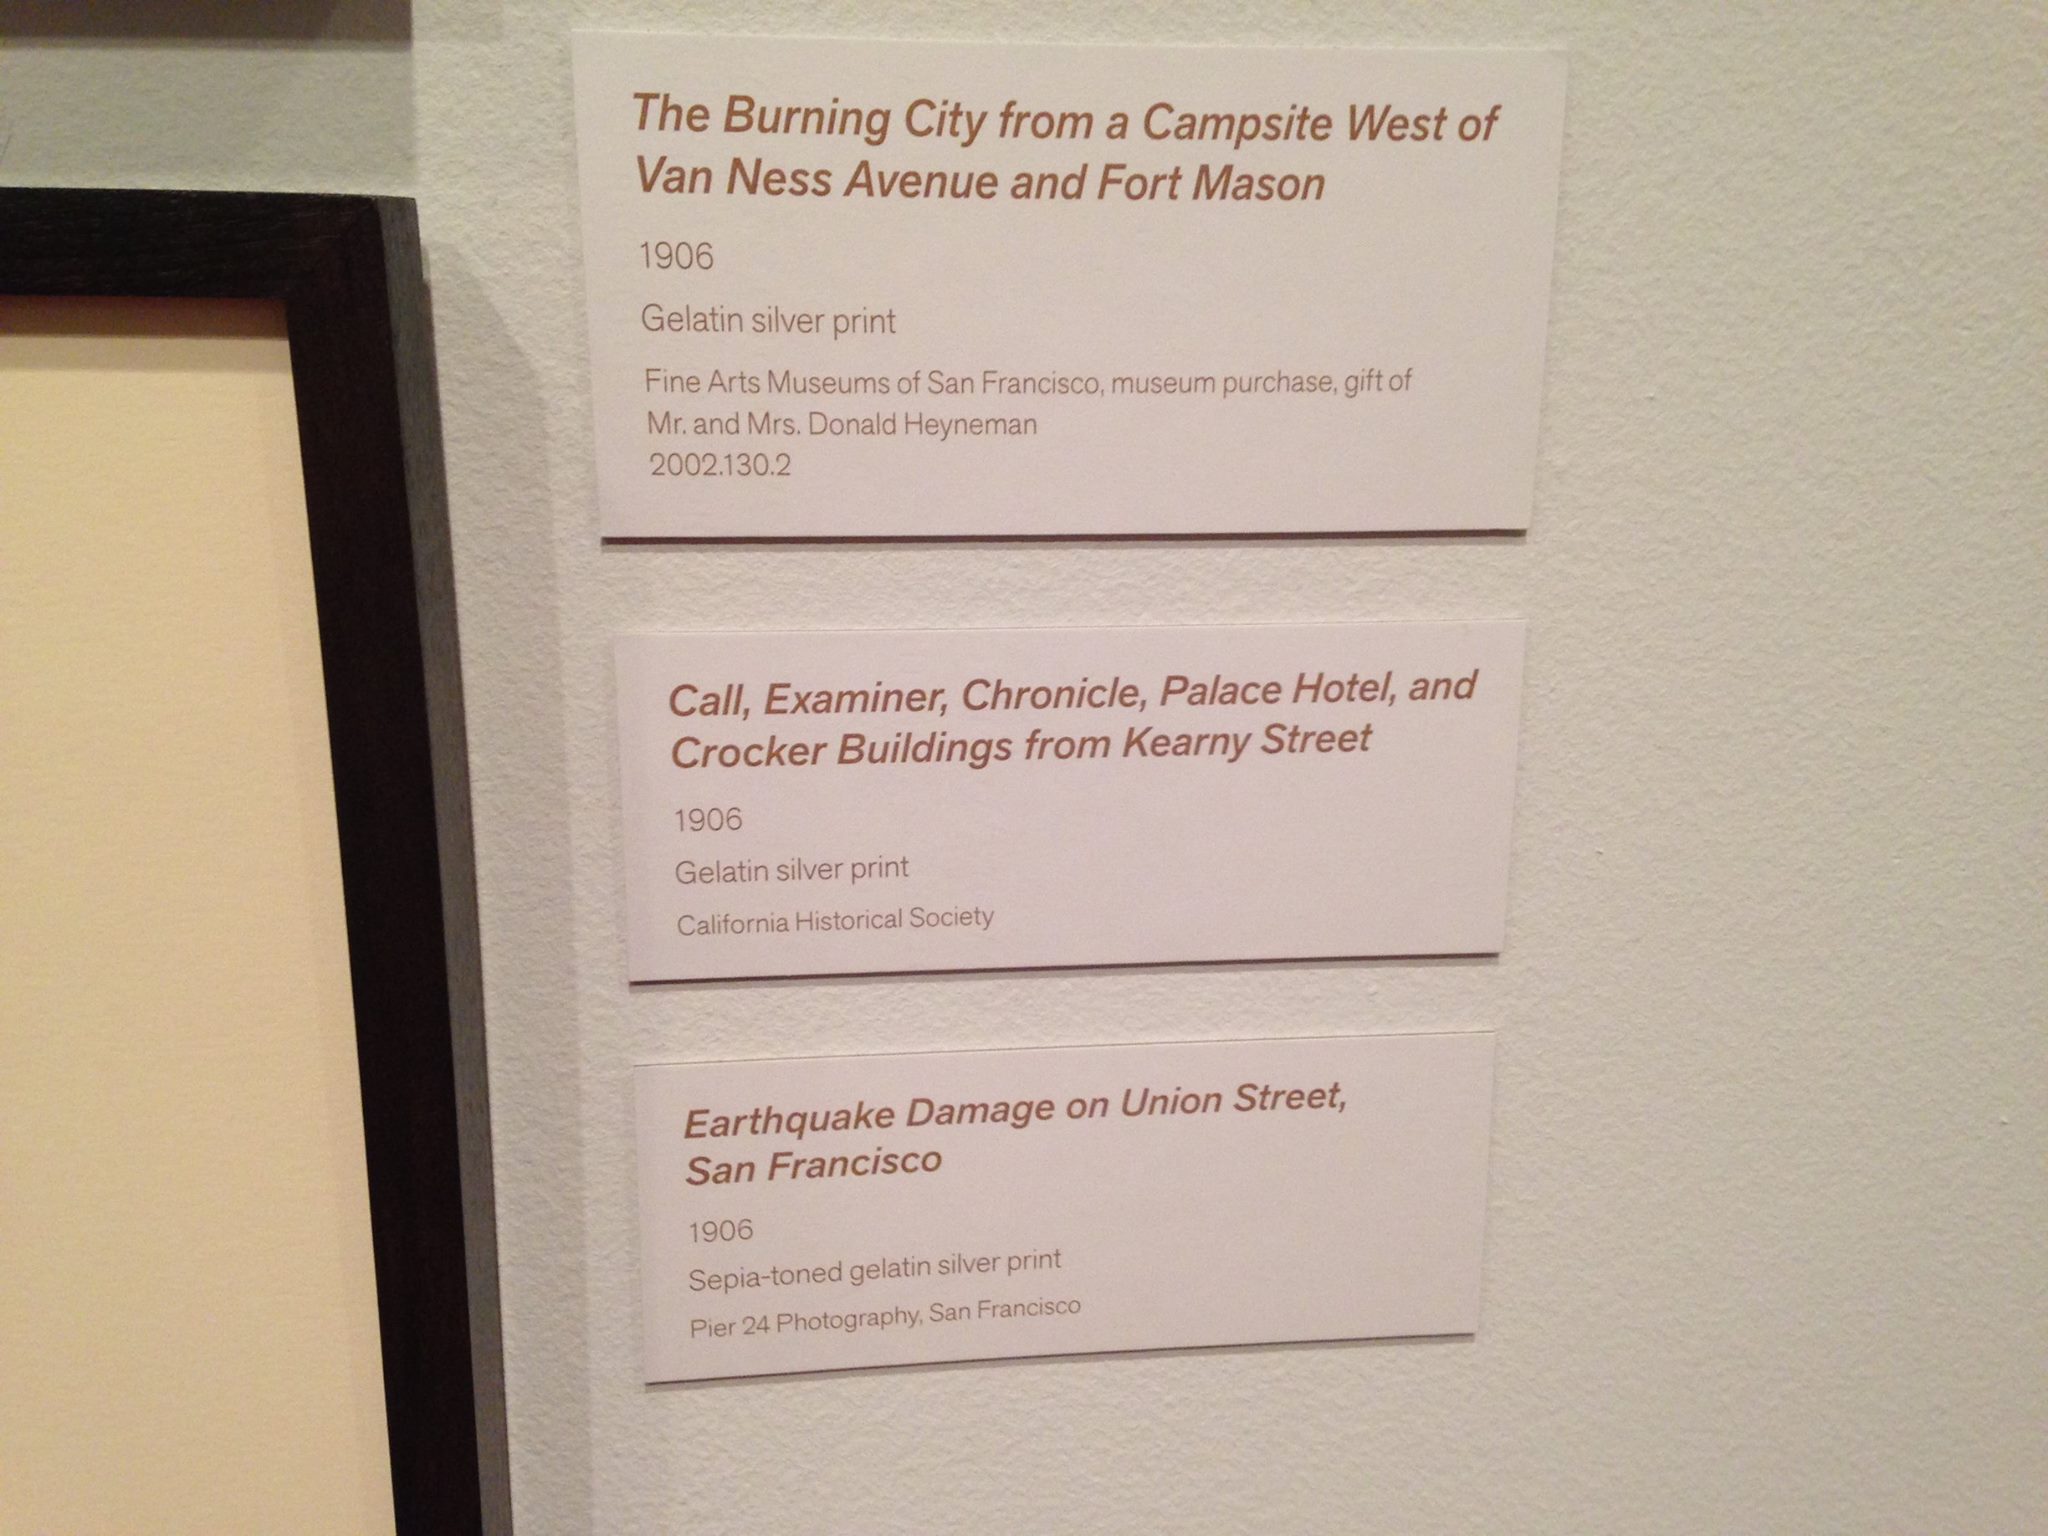 The Burning City from a Campsite West of
Van Ness Avenue and Fort Mason
1906
Gelatin silver print
Fine Arts Museums of San Francisco, museum purchase, gift of
Mr. and Mrs. Donald Heyneman
2002.130.2
Call, Examiner, Chronicle, Palace Hotel, and
Crocker Buildings from Kearny Street
1906
Gelatin silver print
California Historical Society
Earthquake Damage on Union Street,
San Francisco
1906
Sepia-toned gelatin silver print
Pier 24 Photography, San Francisco